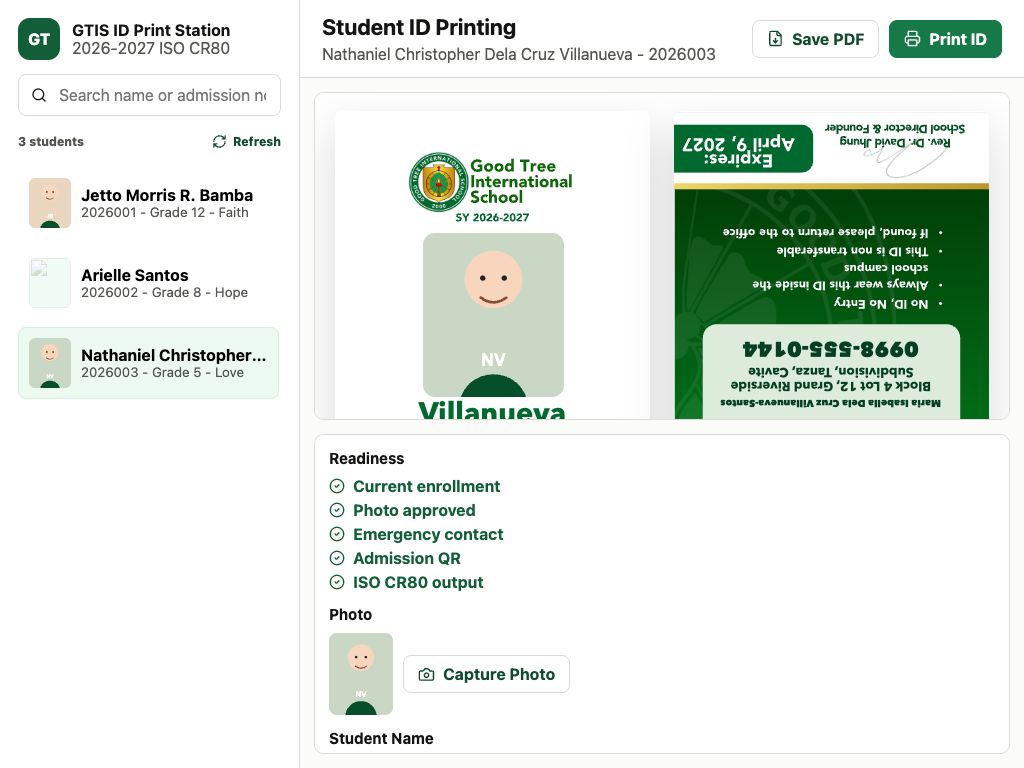 GT
GTIS ID Print Station
2026-2027 ISO CR80
Search name or admission
3 students
Refresh
Jetto Morris R. Bamba
2026001 - Grade 12 - Faith
Arielle Santos
2026002 - Grade 8 - Hope
NV
Nathaniel Christopher...
2026003 - Grade 5 - Love
Student ID Printing
Nathaniel Christopher Dela Cruz Villanueva - 2026003
Save PDF
Print ID
GOOD TREE INTERNATIONAL SCHOOL
2008
Good Tree
International
School
SY 2026-2027
NV
Villanueva
Maria Isabella Dela Cruz Villanueva-Santos
Block 4 Lot 12, Grand Riverside
Subdivision, Tanza, Cavite
0998-555-0144
• No ID, No Entry
• Always wear this ID inside the
school campus
• This ID is non transferable
• If found, please return to the office
Expires:
April 9, 2027
Rev. Dr. David Jhung
School Director & Founder
Readiness
Current enrollment
Photo approved
Emergency contact
Admission QR
ISO CR80 output
Photo
NV
Capture Photo
Student Name